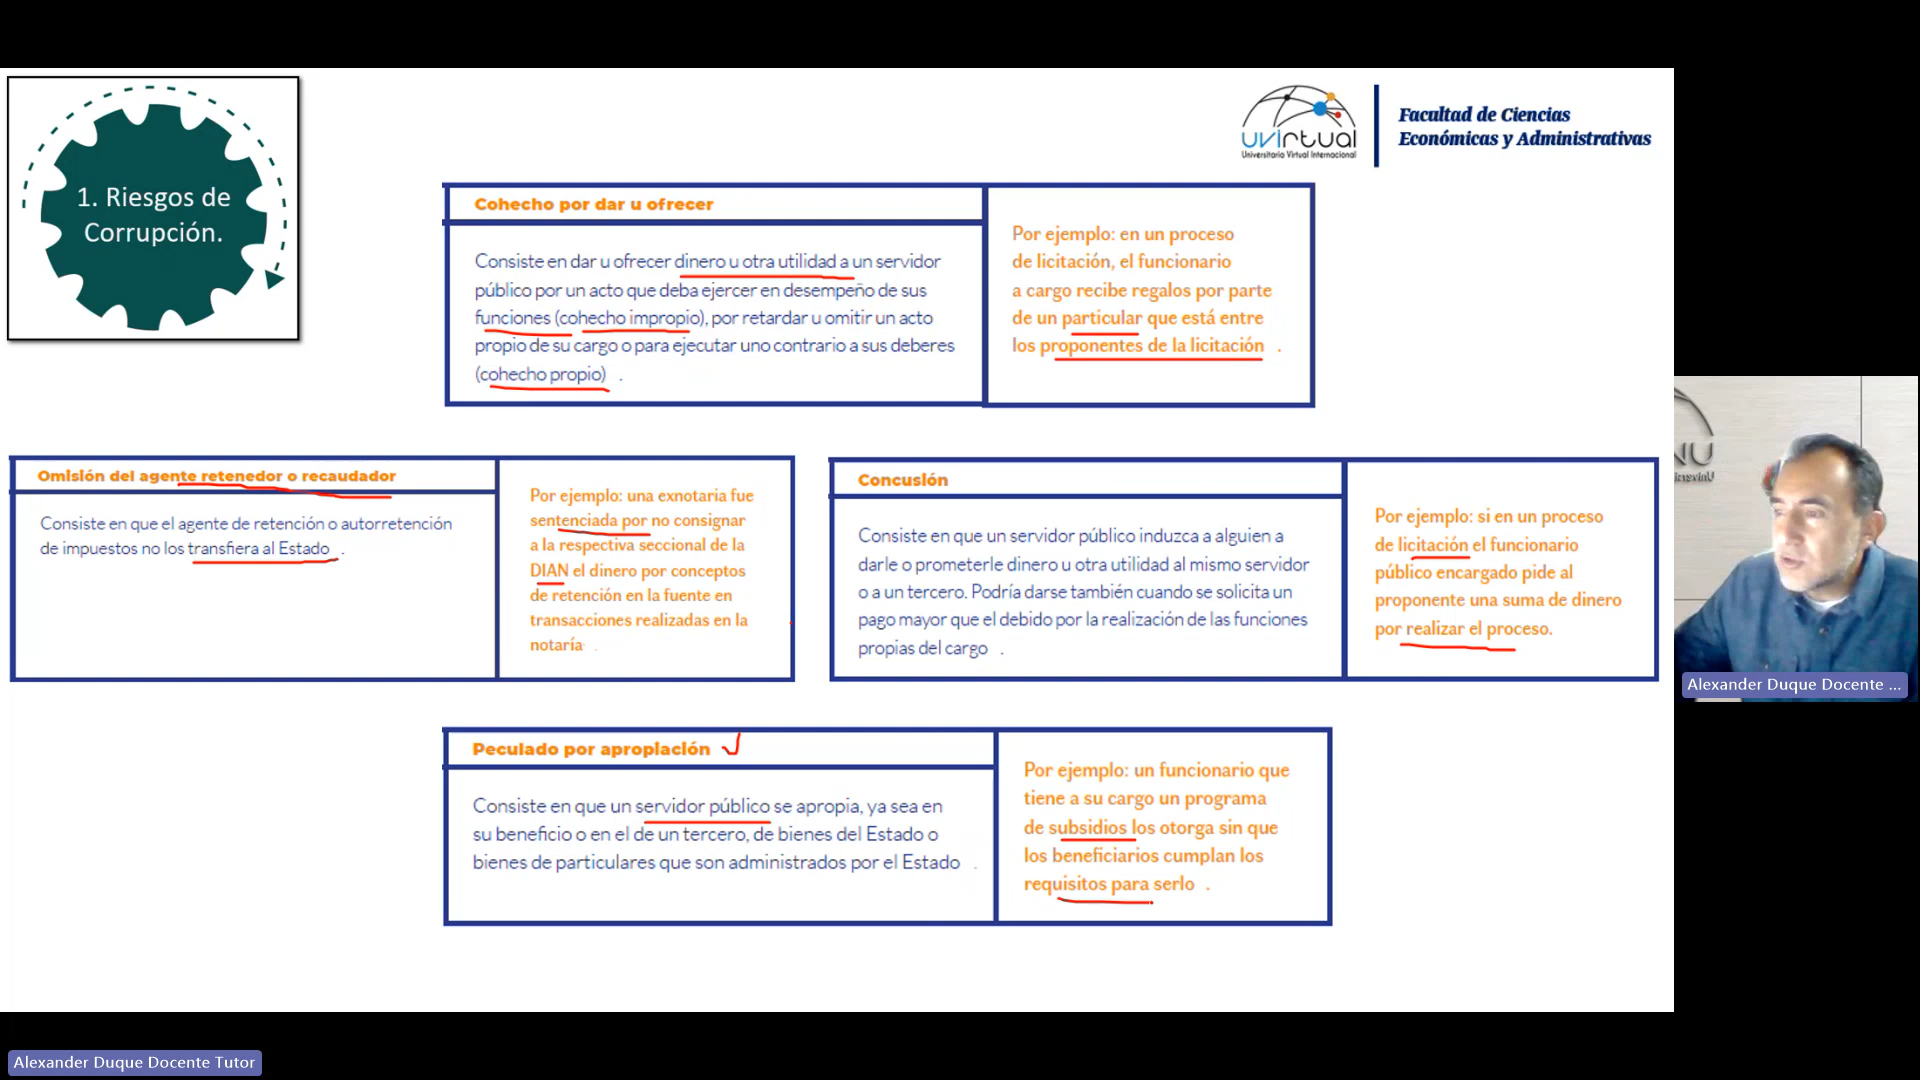 1. Riesgos de
Corrupción.
uvirtual
Universitaria Virtual Internacional
Facultad de Ciencias
Económicas y Administrativas
Cohecho por dar u ofrecer
Consiste en dar u ofrecer dinero u otra utilidad a un servidor
público por un acto que deba ejercer en desempeño de sus
funciones (cohecho impropio), por retardar u omitir un acto
propio de su cargo o para ejecutar uno contrario a sus deberes
(cohecho propio) .
Por ejemplo: en un proceso
de licitación, el funcionario
a cargo recibe regalos por parte
de un particular que está entre
los proponentes de la licitación .
Omisión del agente retenedor o recaudador
Consiste en que el agente de retención o autorretención
de impuestos no los transfiera al Estado .
Por ejemplo: una exnotaria fue
sentenciada por no consignar
a la respectiva seccional de la
DIAN el dinero por conceptos
de retención en la fuente en
transacciones realizadas en la
notaría
Concusión
Consiste en que un servidor público induzca a alguien a
darle o prometerle dinero u otra utilidad al mismo servidor
o a un tercero. Podría darse también cuando se solicita un
pago mayor que el debido por la realización de las funciones
propias del cargo .
Por ejemplo: si en un proceso
de licitación el funcionario
público encargado pide al
proponente una suma de dinero
por realizar el proceso.
Peculado por apropiación
Consiste en que un servidor público se apropia, ya sea en
su beneficio o en el de un tercero, de bienes del Estado o
bienes de particulares que son administrados por el Estado .
Por ejemplo: un funcionario que
tiene a su cargo un programa
de subsidios los otorga sin que
los beneficiarios cumplan los
requisitos para serlo .
Alexander Duque Docente ...
Alexander Duque Docente Tutor